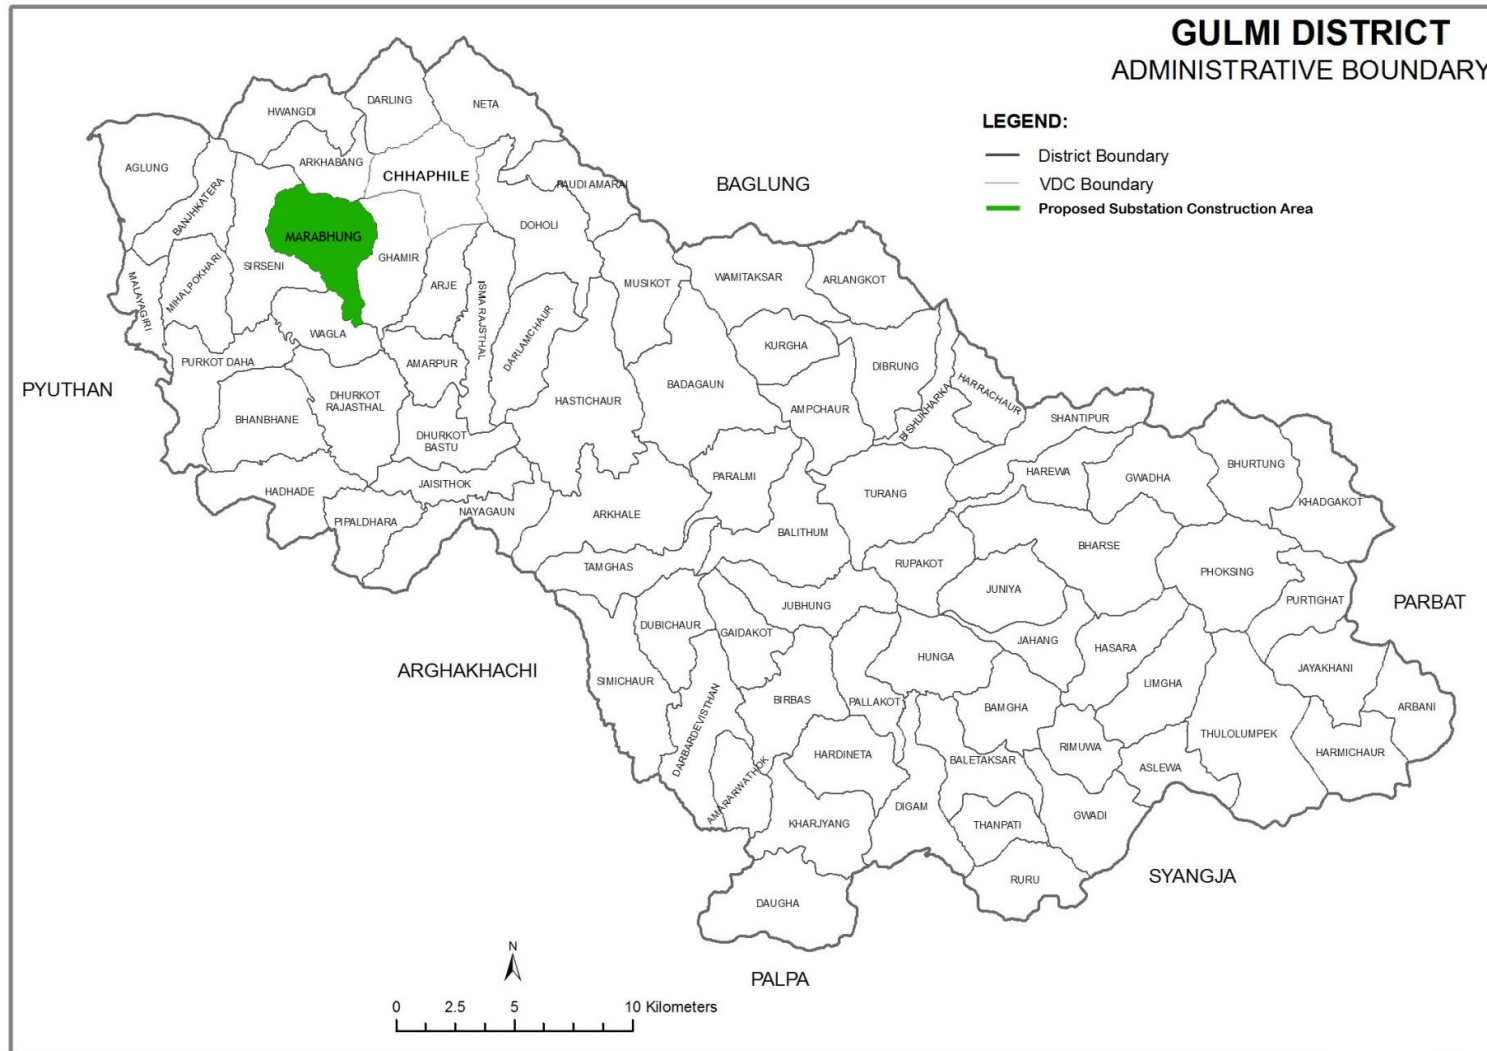 GULMI DISTRICT
ADMINISTRATIVE BOUNDARY
LEGEND:
District Boundary
VDC Boundary
Proposed Substation Construction Area
DARLING
NETA
HWANGDI
ARKHABANG
AGLUNG
CHHAPHILE
PAUDI AMARAI
BAGLUNG
BANJHKATERA
MARABHUNG
DOHOLI
GHAMIR
SIRSENI
MIHALPOKHARI
MALAYAGIRI
ARJE
ISMA RAJSTHAL
MUSIKOT
WAMITAKSAR
ARLANGKOT
WAGLA
DARLAMCHAUR
KURGHA
PURKOT DAHA
AMARPUR
DIBRUNG
PYUTHAN
BADAGAUN
HARRACHAUR
DHURKOT
RAJASTHAL
HASTICHAUR
AMPCHAUR
BISHUKHARKA
BHANBHANE
SHANTIPUR
DHURKOT
BASTU
HAREWA
BHURTUNG
GWADHA
PARALMI
JAISITHOK
HADHADE
TURANG
KHADGAKOT
NAYAGAUN
PIPALDHARA
ARKHALE
BALITHUM
BHARSE
TAMGHAS
RUPAKOT
PHOKSING
JUNIYA
PURTIGHAT
PARBAT
JUBHUNG
DUBICHAUR
GAIDAKOT
JAHANG
HASARA
HUNGA
ARGHAKHACHI
JAYAKHANI
SIMICHAUR
LIMGHA
BIRBAS
PALLAKOT
BAMGHA
ARBANI
DARBARDEVISTHAN
THULOLUMPEK
RIMUWA
HARDINETA
HARMICHAUR
BALETAKSAR
ASLEWA
AMARARWATHOK
DIGAM
GWADI
KHARJYANG
THANPATI
SYANGJA
RURU
DAUGHA
N
PALPA
0 2.5 5 10 Kilometers